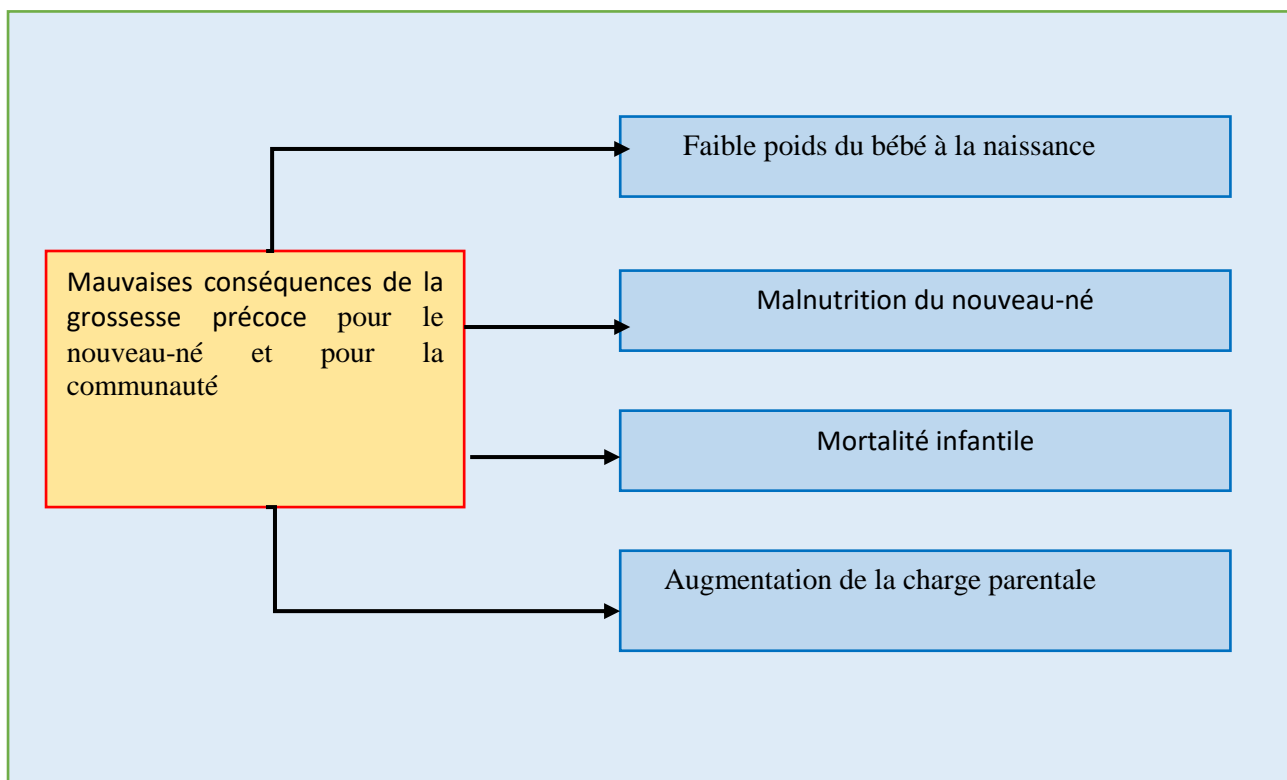 Faible poids du bébé à la naissance
Mauvaises conséquences de la
grossesse précoce pour le
nouveau-né et pour la
communauté
Malnutrition du nouveau-né
Mortalité infantile
Augmentation de la charge parentale